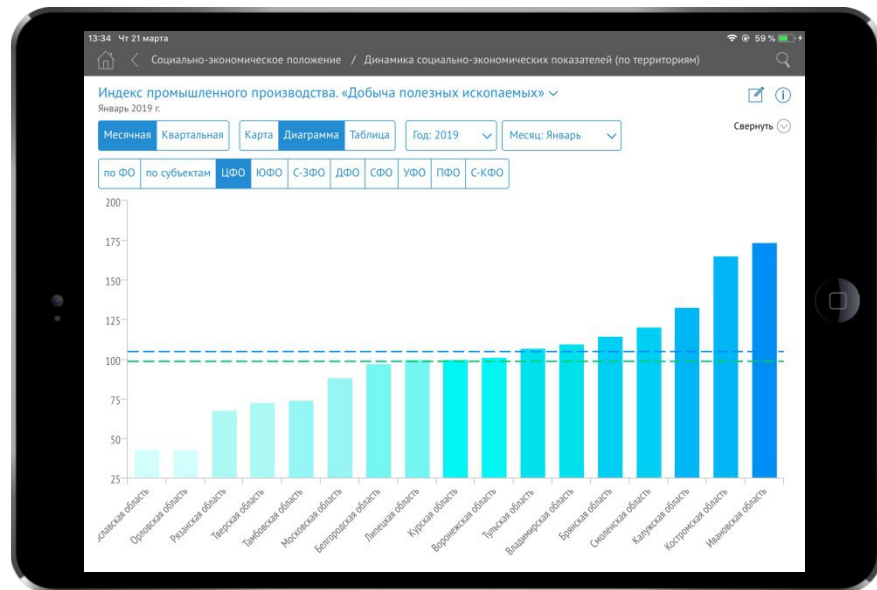 13:34 Чт 21 марта
59 %
Социально-экономическое положение / Динамика социально-экономических показателей (по территориям)
Индекс промышленного производства. «Добыча полезных ископаемых»
Январь 2019 г.
Свернуть
Месячная Квартальная Карта Диаграмма Таблица Год: 2019 Месяц: Январь
по ФО по субъектам ЦФО ЮФО С-ЗФО ДФО СФО УФО ПФО С-КФО
200
175
150
125
100
75
50
25
ославская область
Орловская область
Рязанская область
Тверская область
Тамбовская область
Московская область
Белгородская область
Липецкая область
Курская область
Воронежская область
Тульская область
Владимирская область
Брянская область
Смоленская область
Калужская область
Костромская область
Ивановская область